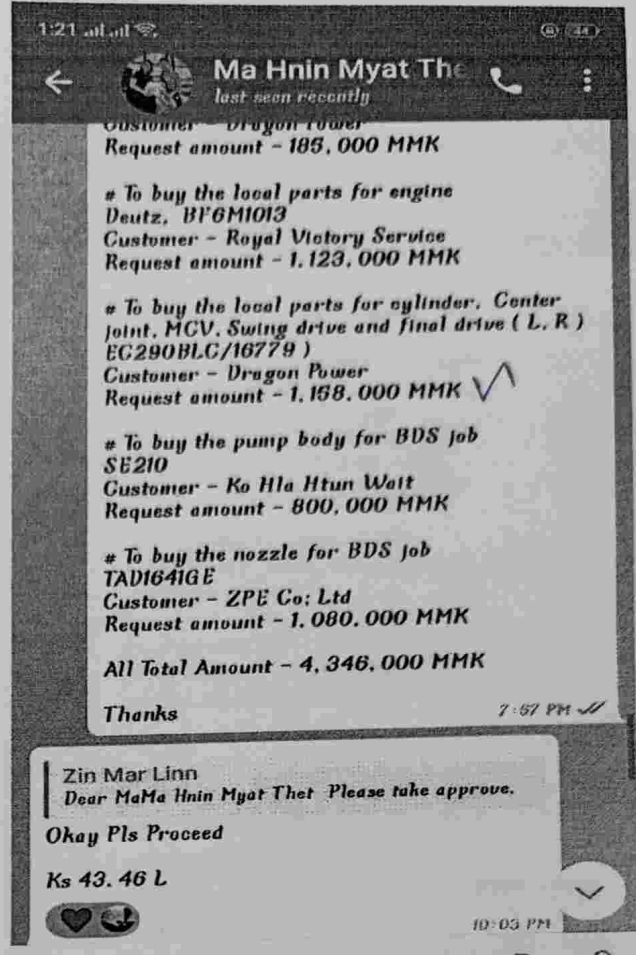 1:21
44
Ma Hnin Myat The
last seen recently
Customer - Dragon Power
Request amount - 185,000 MMK
# To buy the local parts for engine
Deutz, BF6M1013
Customer - Royal Victory Service
Request amount - 1,123,000 MMK
# To buy the local parts for cylinder, Center
joint, MCV, Swing drive and final drive ( L, R )
EC290BLC/16779 )
Customer - Dragon Power
Request amount - 1,158,000 MMK
# To buy the pump body for BDS job
SE210
Customer - Ko Hla Htun Watt
Request amount - 800,000 MMK
# To buy the nozzle for BDS job
TAD1641GE
Customer - ZPE Co; Ltd
Request amount - 1,080,000 MMK
All Total Amount - 4,346,000 MMK
Thanks
7:57 PM
Zin Mar Linn
Dear MaMa Hnin Myat Thet Please take approve.
Okay Pls Proceed
Ks 43.46 L
10:03 PM